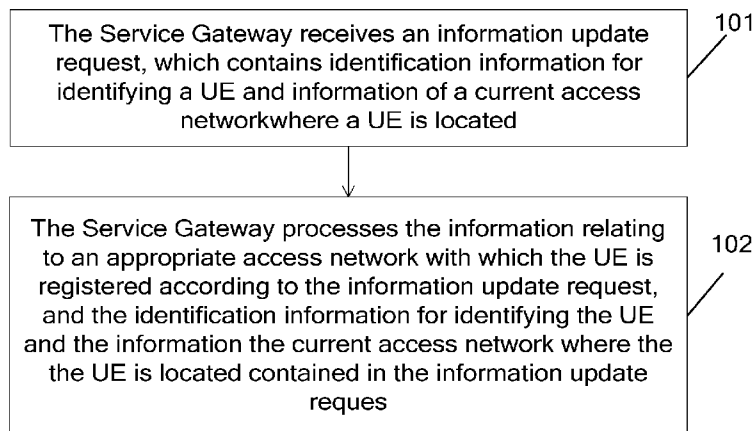 The Service Gateway receives an information update
request, which contains identification information for
identifying a UE and information of a current access
networkwhere a UE is located
101
The Service Gateway processes the information relating
to an appropriate access network with which the UE is
registered according to the information update request,
and the identification information for identifying the UE
and the information the current access network where the
the UE is located contained in the information update
reques
102